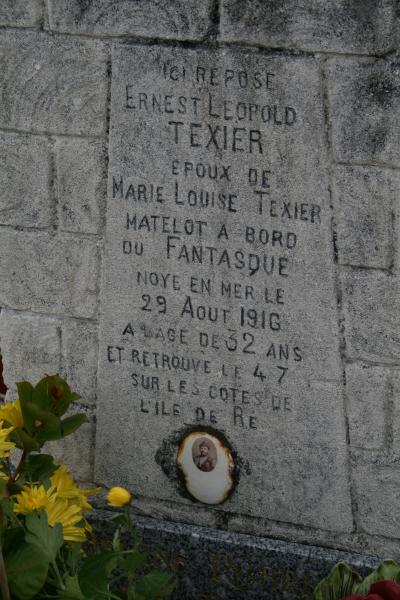 ICI REPOSE
ERNEST LEOPOLD
TEXIER
EPOUX DE
MARIE LOUISE TEXIER
MATELOT A BORD
DU FANTASQUE
NOYE EN MER LE
29 AOUT 1916
A L'AGE DE 32 ANS
ET RETROUVE LE 4 7
SUR LES COTES DE
L'ILE DE RE